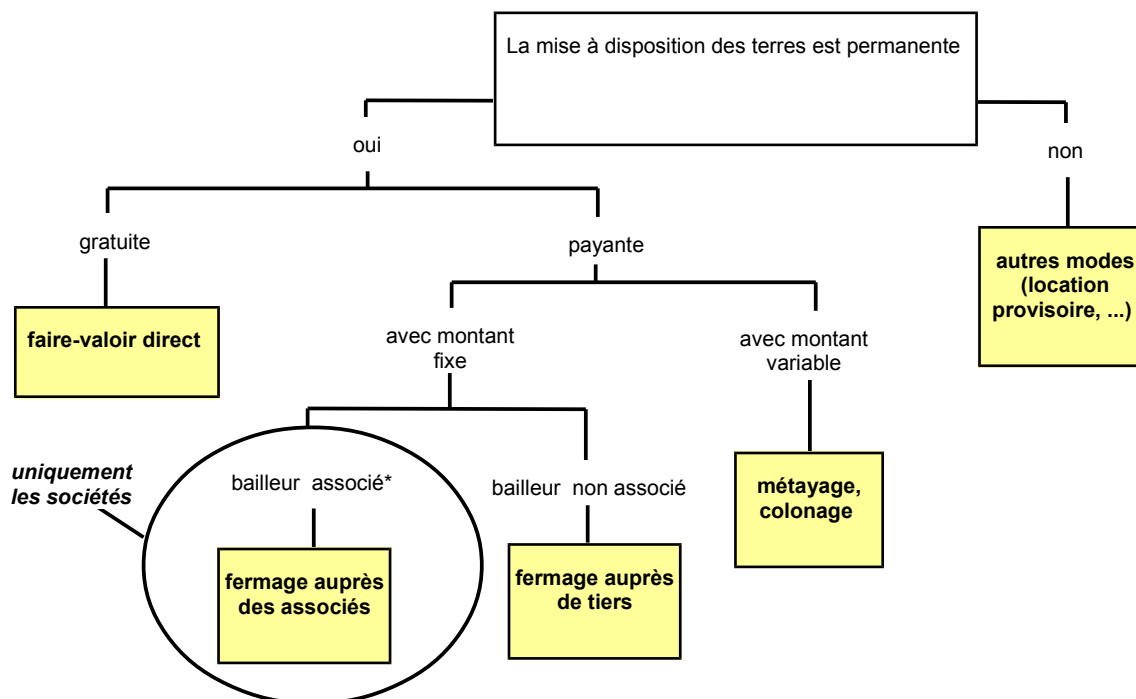 La mise à disposition des terres est permanente
oui
non
gratuite
payante
autres modes
(location
provisoire, ...)
faire-valoir direct
avec montant
fixe
avec montant
variable
uniquement
les sociétés
bailleur associé*
bailleur non associé
métayage,
colonage
fermage auprès
des associés
fermage auprès
de tiers